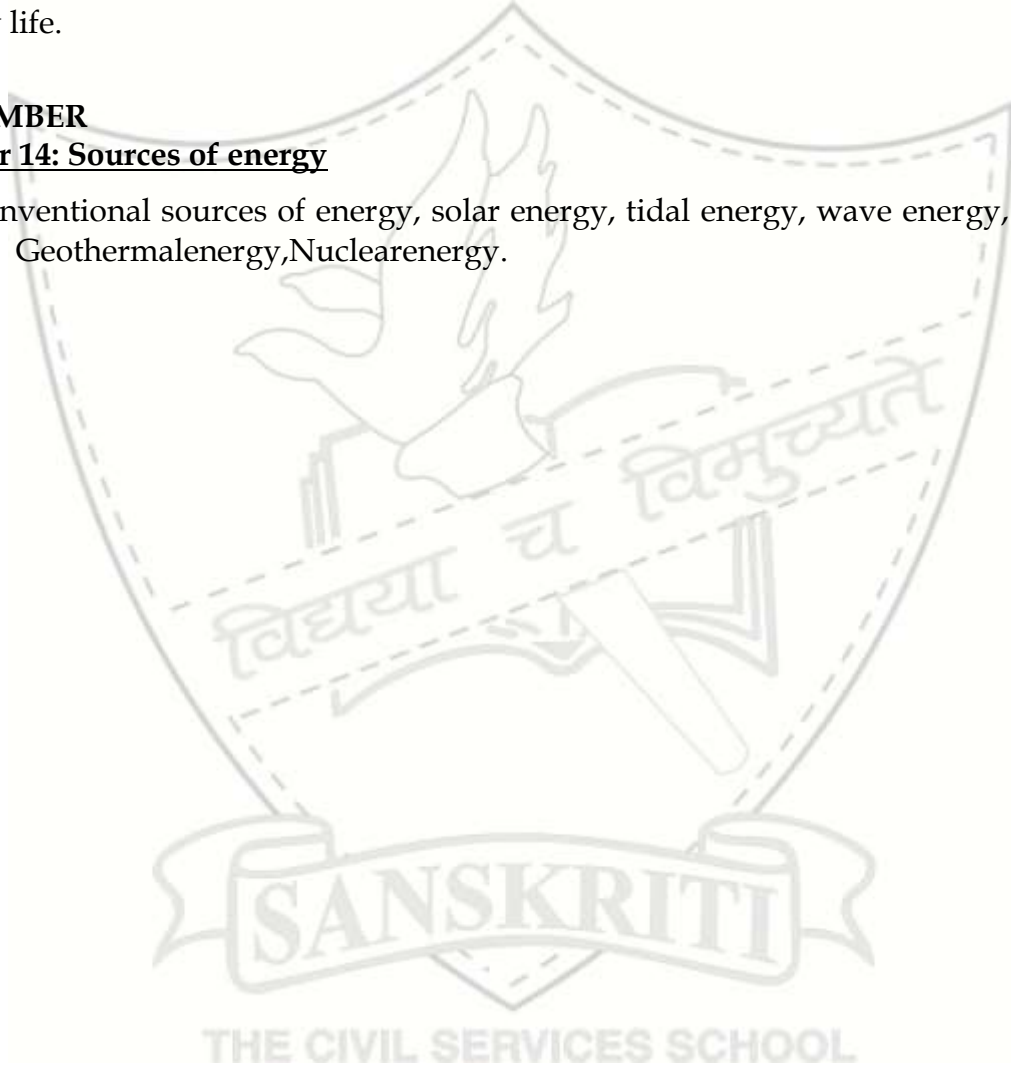 life.
MBER
r 14: Sources of energy
nventional sources of energy, solar energy, tidal energy, wave energy,
Geothermalenergy,Nuclearenergy.
विद्यया च विमुच्यते
SANSKRITI
THE CIVIL SERVICES SCHOOL